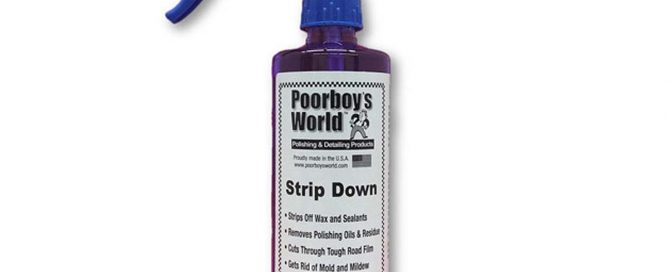 Poorboy's
World™
Polishing & Detailing Products
Proudly made in the U.S.A.
www.poorboysworld.com
Strip Down
• Strips Off Wax and Sealants
• Removes Polishing Oils & Residue
• Cuts Through Tough Road Film
• Gets Rid of Mold and Mildew